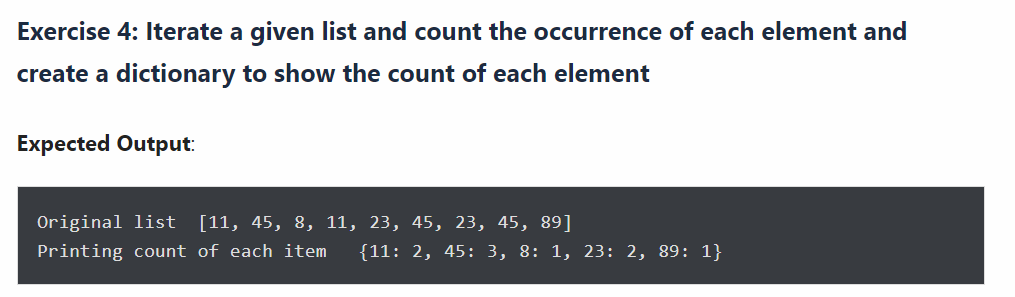 Exercise 4: Iterate a given list and count the occurrence of each element and
create a dictionary to show the count of each element
Expected Output:
Original list  [11, 45, 8, 11, 23, 45, 23, 45, 89]
Printing count of each item   {11: 2, 45: 3, 8: 1, 23: 2, 89: 1}